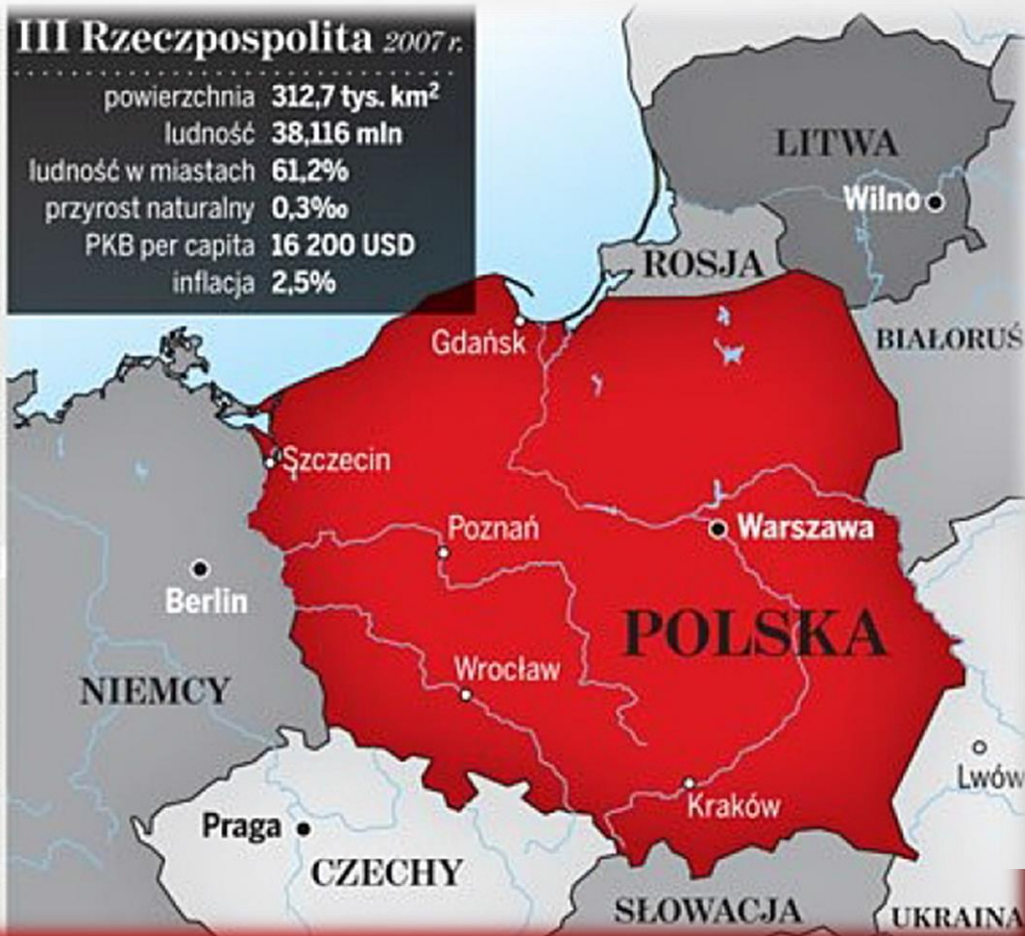 III Rzeczpospolita 2007 r.
powierzchnia 312,7 tys. km²
ludność 38,116 mln
ludność w miastach 61,2%
przyrost naturalny 0,3‰
PKB per capita 16 200 USD
inflacja 2,5%
LITWA
Wilno
ROSJA
BIAŁORUŚ
Gdańsk
Szczecin
Poznań
Warszawa
Berlin
POLSKA
Wrocław
NIEMCY
Lwów
Kraków
Praga
CZECHY
SŁOWACJA
UKRAINA